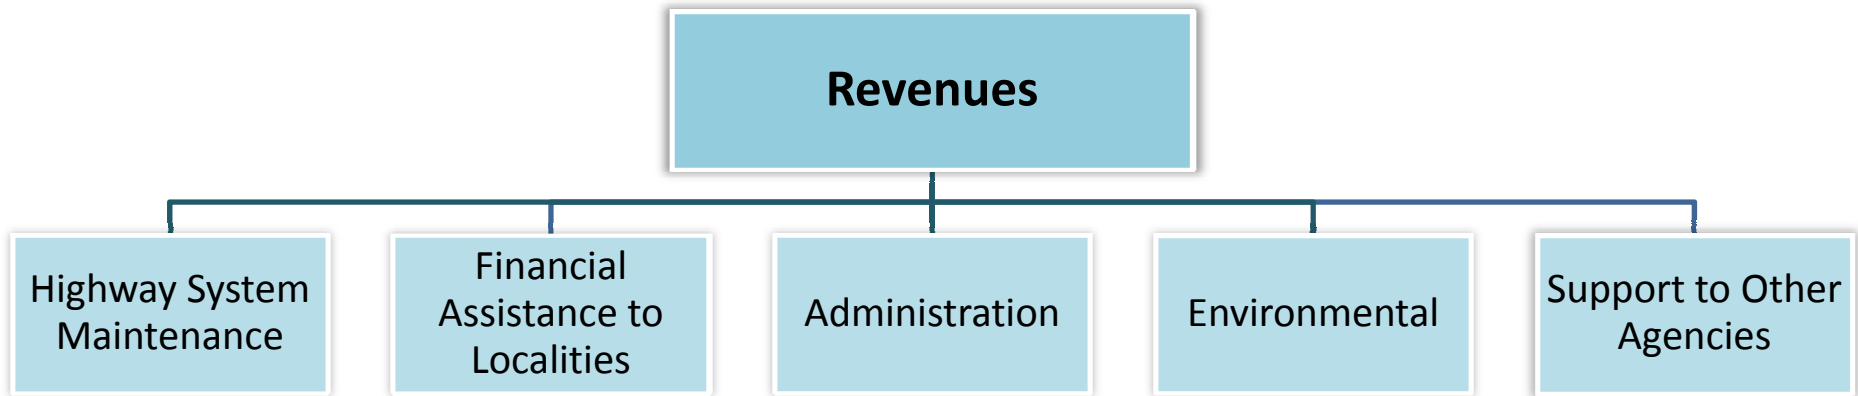 Revenues
Highway System
Maintenance
Financial
Assistance to
Localities
Administration
Environmental
Support to Other
Agencies